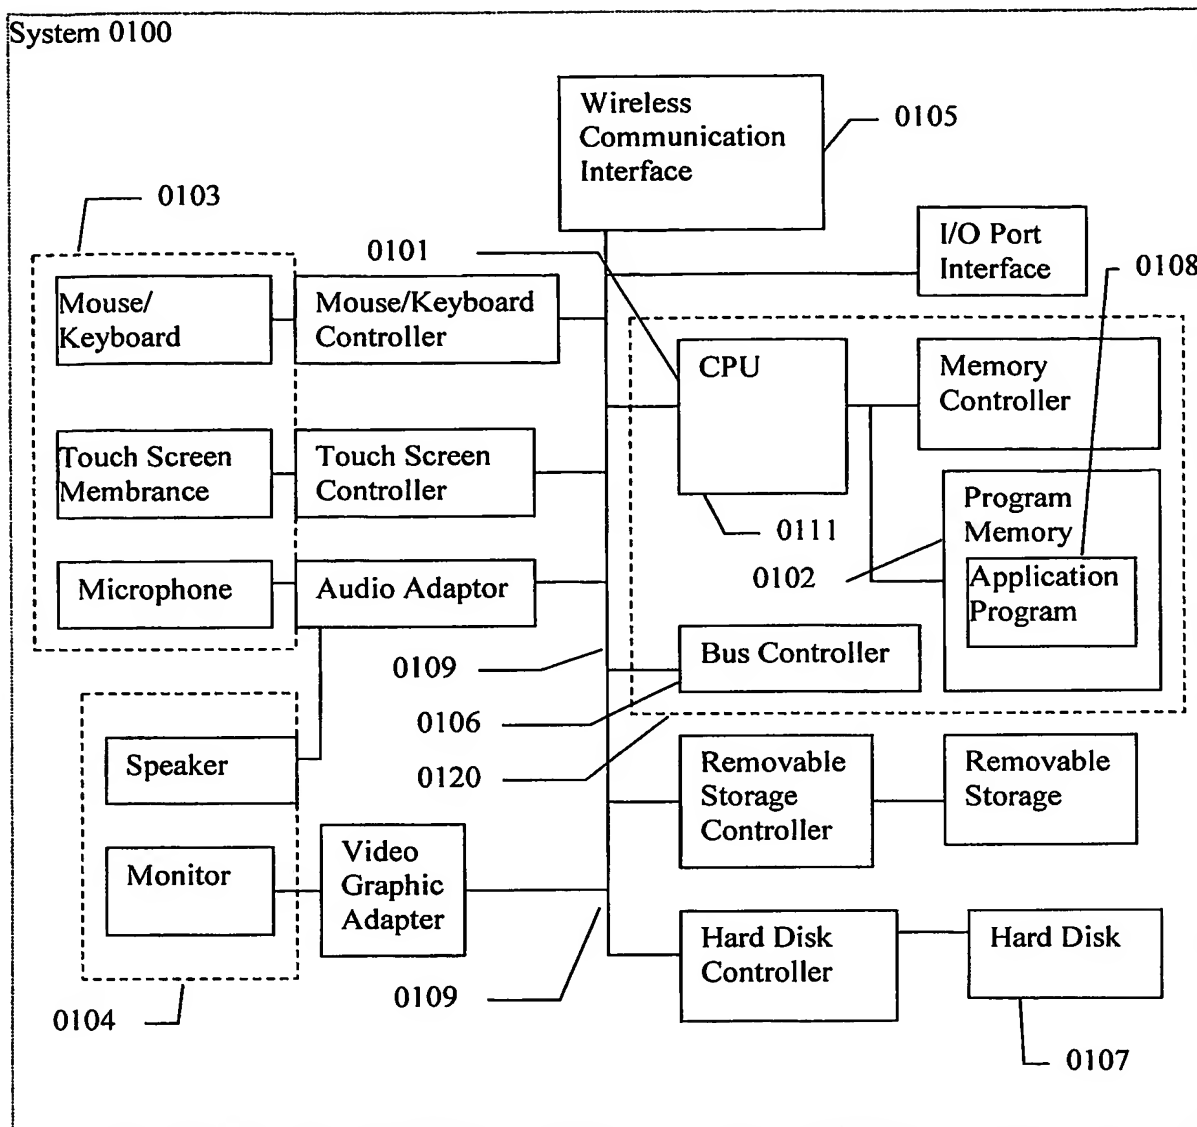 System 0100
Wireless
Communication
Interface
0105
0103
0101
I/O Port
Interface
0108
Mouse/
Keyboard
Mouse/Keyboard
Controller
CPU
Memory
Controller
Touch Screen
Membrance
Touch Screen
Controller
0111
Program
Memory
0102
Application
Program
Microphone
Audio Adaptor
0109
Bus Controller
0106
0120
Speaker
Removable
Storage
Controller
Removable
Storage
Monitor
Video
Graphic
Adapter
Hard Disk
Controller
Hard Disk
0109
0104
0107